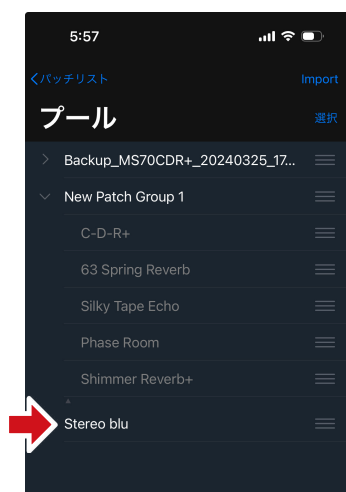 5:57
パッチリスト
Import
プール
選択
Backup_MS70CDR+_20240325_17...
New Patch Group 1
C-D-R+
63 Spring Reverb
Silky Tape Echo
Phase Room
Shimmer Reverb+
Stereo blu